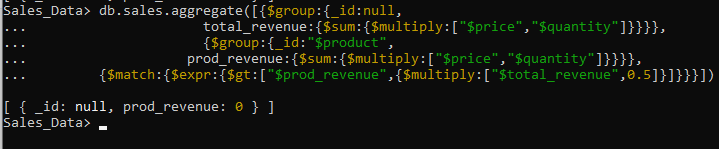 Sales_Data> db.sales.aggregate([{$group:{_id:null,
... total_revenue:{$sum:{$multiply:["$price","$quantity"]}}}},
... {$group:{_id:"$product",
... prod_revenue:{$sum:{$multiply:["$price","$quantity"]}}}},
... {$match:{$expr:{$gt:["$prod_revenue",{$multiply:["$total_revenue",0.5]}]}}}])
[ { _id: null, prod_revenue: 0 } ]
Sales_Data>